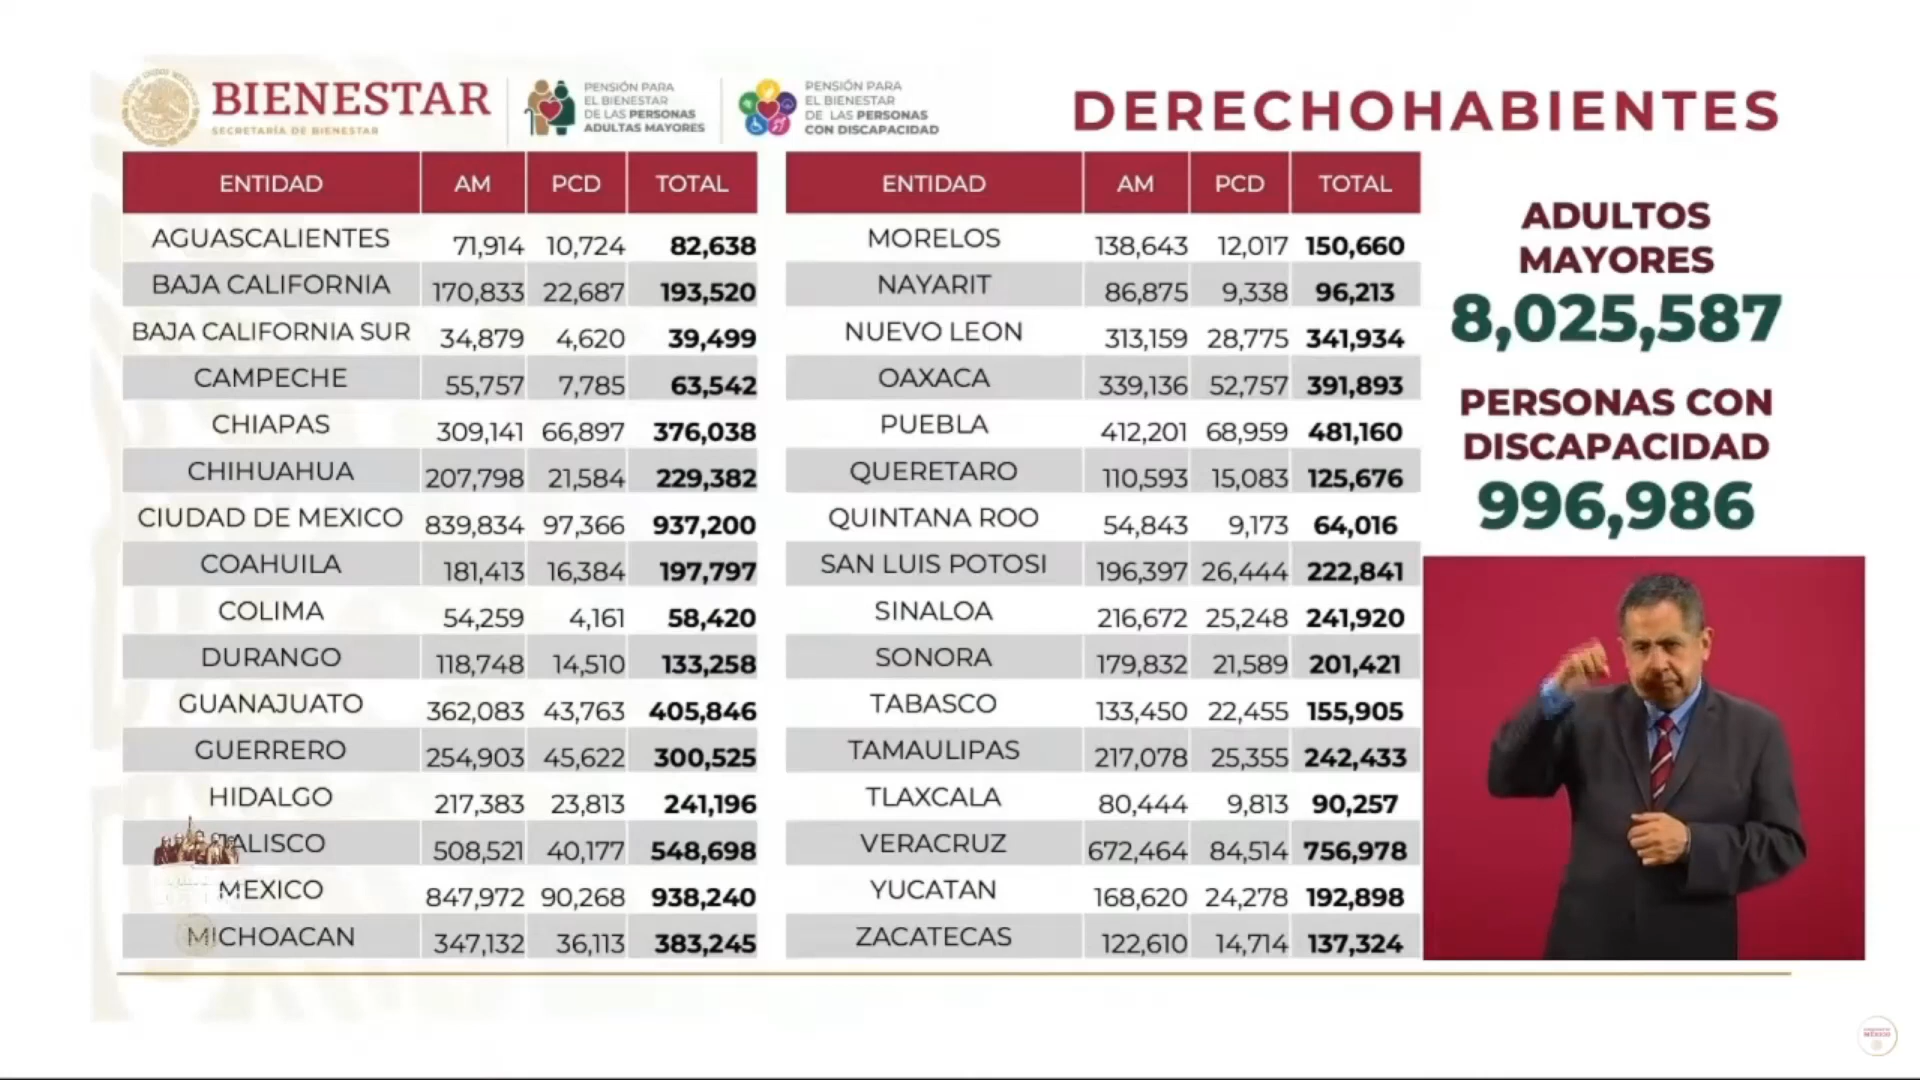 BIENESTAR
SECRETARÍA DE BIENESTAR
PENSIÓN PARA
EL BIENESTAR
DE LAS PERSONAS
ADULTAS MAYORES
PENSIÓN PARA
EL BIENESTAR
DE LAS PERSONAS
CON DISCAPACIDAD
DERECHOHABIENTES
ENTIDAD AM PCD TOTAL
AGUASCALIENTES 71,914 10,724 82,638
BAJA CALIFORNIA 170,833 22,687 193,520
BAJA CALIFORNIA SUR 34,879 4,620 39,499
CAMPECHE 55,757 7,785 63,542
CHIAPAS 309,141 66,897 376,038
CHIHUAHUA 207,798 21,584 229,382
CIUDAD DE MEXICO 839,834 97,366 937,200
COAHUILA 181,413 16,384 197,797
COLIMA 54,259 4,161 58,420
DURANGO 118,748 14,510 133,258
GUANAJUATO 362,083 43,763 405,846
GUERRERO 254,903 45,622 300,525
HIDALGO 217,383 23,813 241,196
JALISCO 508,521 40,177 548,698
MEXICO 847,972 90,268 938,240
MICHOACAN 347,132 36,113 383,245
ENTIDAD AM PCD TOTAL
MORELOS 138,643 12,017 150,660
NAYARIT 86,875 9,338 96,213
NUEVO LEON 313,159 28,775 341,934
OAXACA 339,136 52,757 391,893
PUEBLA 412,201 68,959 481,160
QUERETARO 110,593 15,083 125,676
QUINTANA ROO 54,843 9,173 64,016
SAN LUIS POTOSI 196,397 26,444 222,841
SINALOA 216,672 25,248 241,920
SONORA 179,832 21,589 201,421
TABASCO 133,450 22,455 155,905
TAMAULIPAS 217,078 25,355 242,433
TLAXCALA 80,444 9,813 90,257
VERACRUZ 672,464 84,514 756,978
YUCATAN 168,620 24,278 192,898
ZACATECAS 122,610 14,714 137,324
ADULTOS
MAYORES
8,025,587
PERSONAS CON
DISCAPACIDAD
996,986
MÉXICO